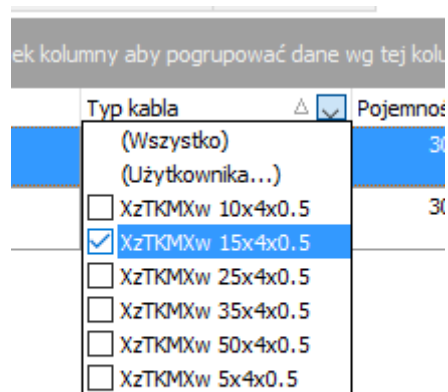 ek kolumny aby pogrupować dane wg tej kolu
Typ kabla Pojemnoś
30
(Wszystko)
(Użytkownika...)
XzTKMXw 10x4x0.5 30
XzTKMXw 15x4x0.5
XzTKMXw 25x4x0.5
XzTKMXw 35x4x0.5
XzTKMXw 50x4x0.5
XzTKMXw 5x4x0.5